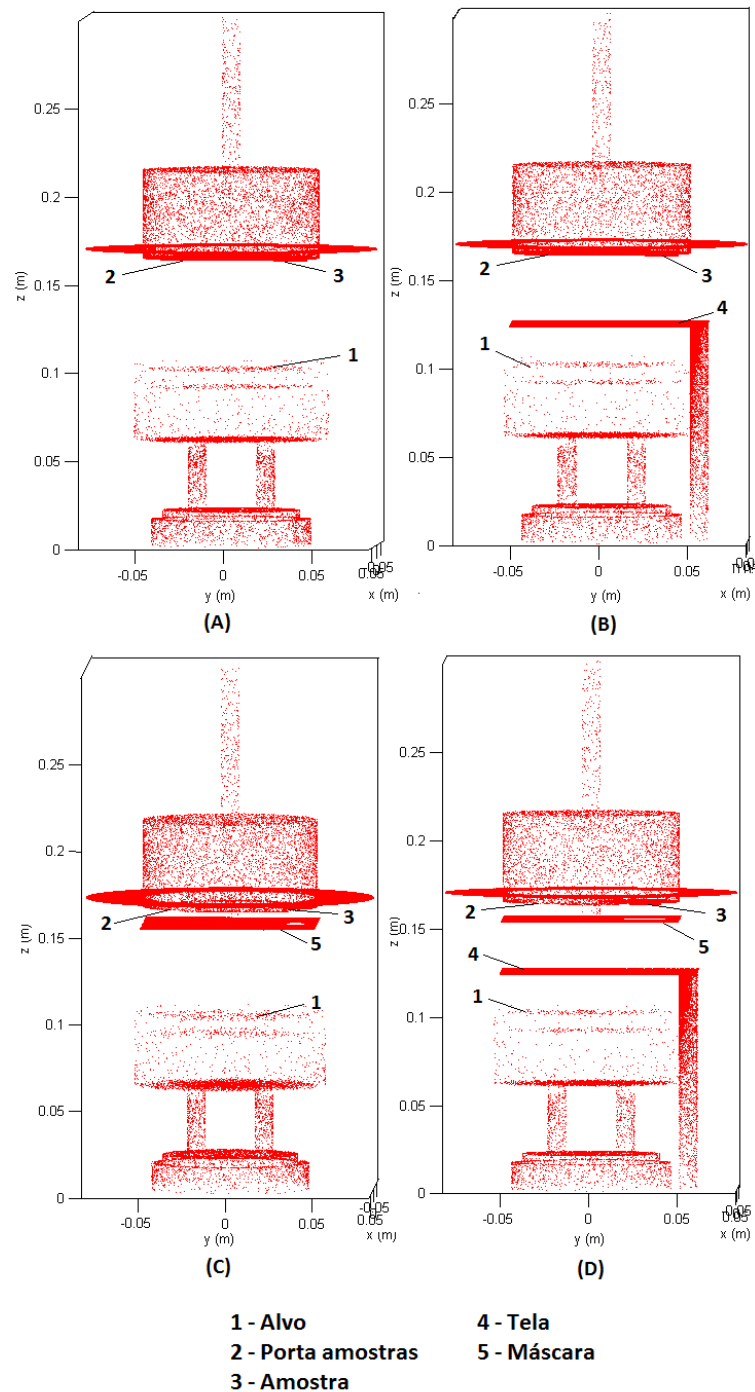 0.25
0.2
z (m)
0.15
2
3
0.1
1
0.05
0
-0.05
0
0.05
y (m)
x (m)
(A)
0.25
0.2
0.15
z (m)
2
3
4
0.1
1
0.05
0
-0.05
0
0.05
y (m)
x (m)
(B)
0.25
0.2
z (m)
2
3
0.15
5
1
0.1
0.05
0
-0.05
0
0.05
y (m)
(C)
0.25
0.2
2
3
0.15
z (m)
5
4
1
0.1
0.05
0
-0.05
0
0.05
y (m)
x (m)
(D)
1 - Alvo
4 - Tela
2 - Porta amostras
5 - Máscara
3 - Amostra